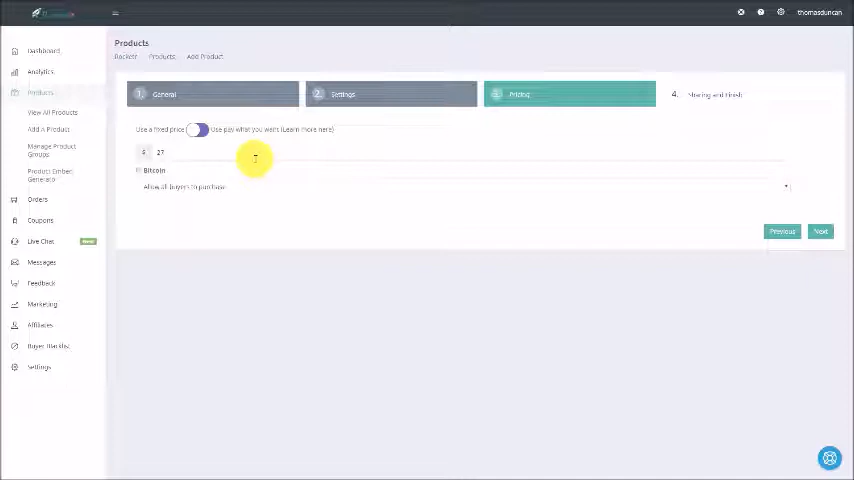 thomasduncan
Products
Rockerr Products Add Product
Dashboard
Analytics
Products
View All Products
Add A Product
Manage Product
Groups
Product Embed
Generator
Orders
Coupons
Live Chat New
Messages
Feedback
Marketing
Affiliates
Buyer Blacklist
Settings
1. General
2. Settings
3. Pricing
4. Sharing and Finish
Use a fixed price Use pay what you want (Learn more here)
$ 27
Bitcoin
Allow all buyers to purchase
Previous Next